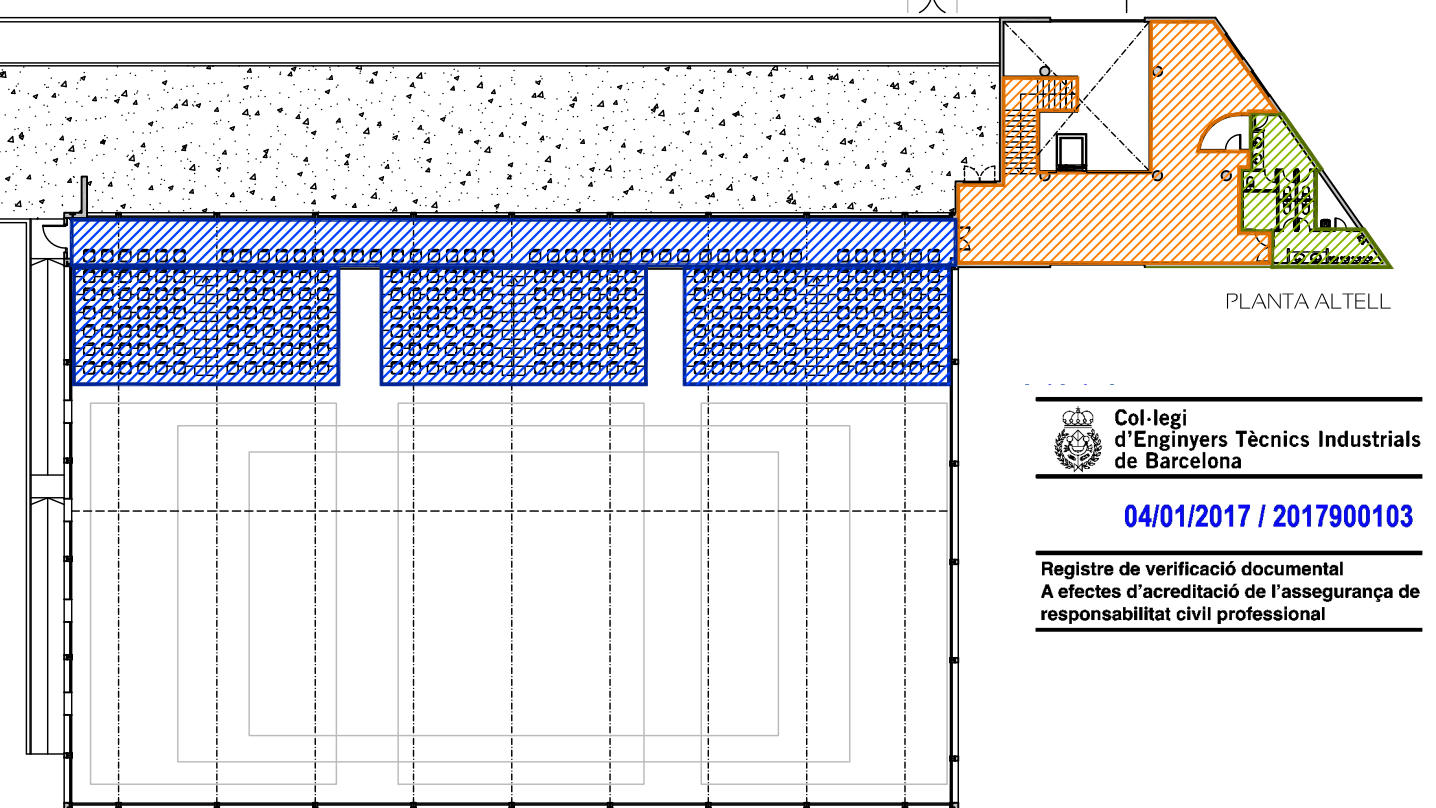 PLANTA ALTELL
Col·legi
d'Enginyers Tècnics Industrials
de Barcelona
04/01/2017 / 2017900103
Registre de verificació documental
A efectes d'acreditació de l'assegurança de
responsabilitat civil professional